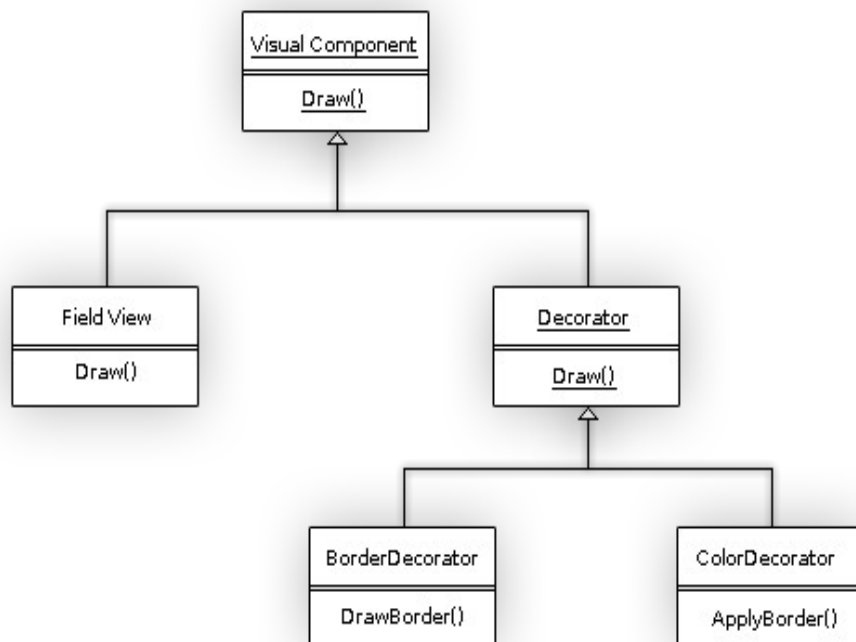 Visual Component
Draw()
Field View
Draw()
Decorator
Draw()
BorderDecorator
DrawBorder()
ColorDecorator
ApplyBorder()